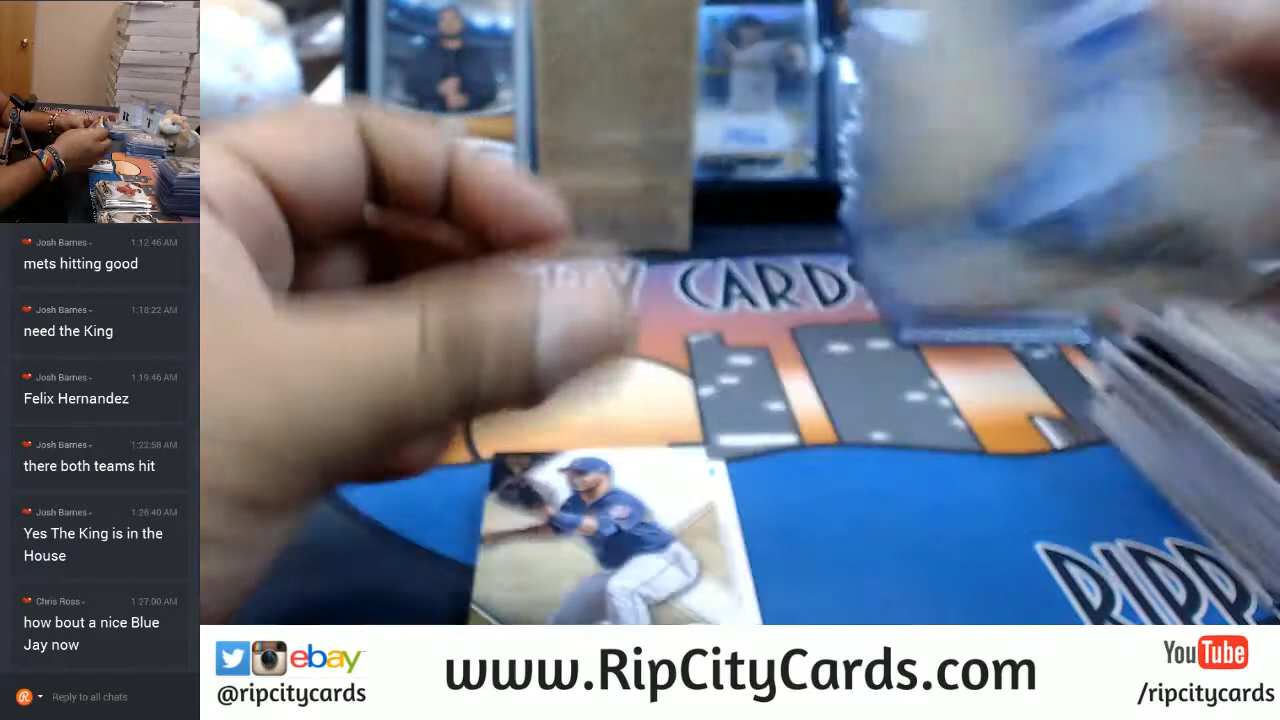 Josh Barnes - 1:12:46 AM
mets hitting good
Josh Barnes - 1:18:22 AM
need the King
Josh Barnes - 1:19:46 AM
Felix Hernandez
Josh Barnes - 1:22:58 AM
there both teams hit
Josh Barnes - 1:26:40 AM
Yes The King is in the
House
Chris Ross - 1:27:00 AM
how bout a nice Blue
Jay now
Reply to all chats
CARDS
RIPP
ebay
@ripcitycards
www.RipCityCards.com
YouTube
/ripcitycards